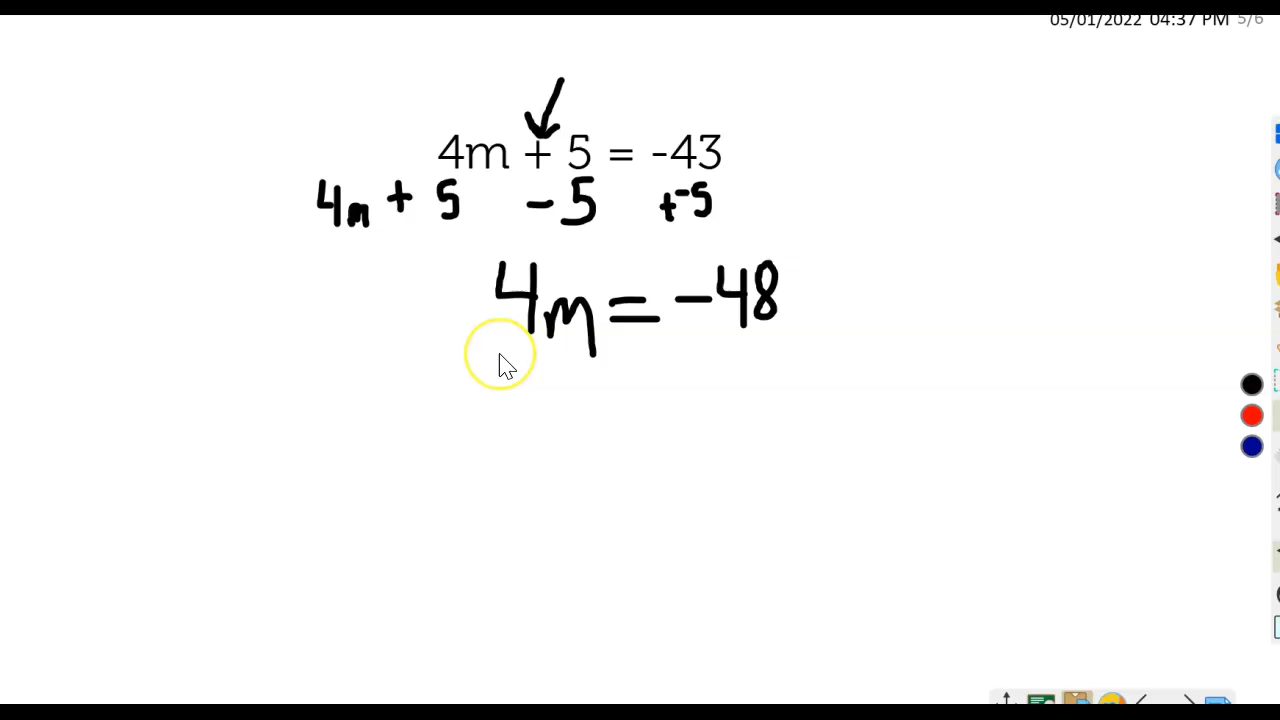 05/01/2022 04:37 PM 5/6
4m + 5 = -43
4m + 5 - 5 + -5
4m = -48